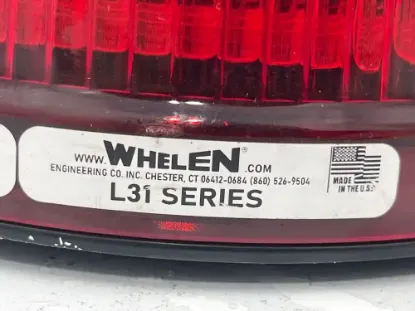 www.WHELEN.com
ENGINEERING CO. INC. CHESTER, CT 06412-0684 (860) 526-9504
L31 SERIES
MADE
IN THE U.S.A.